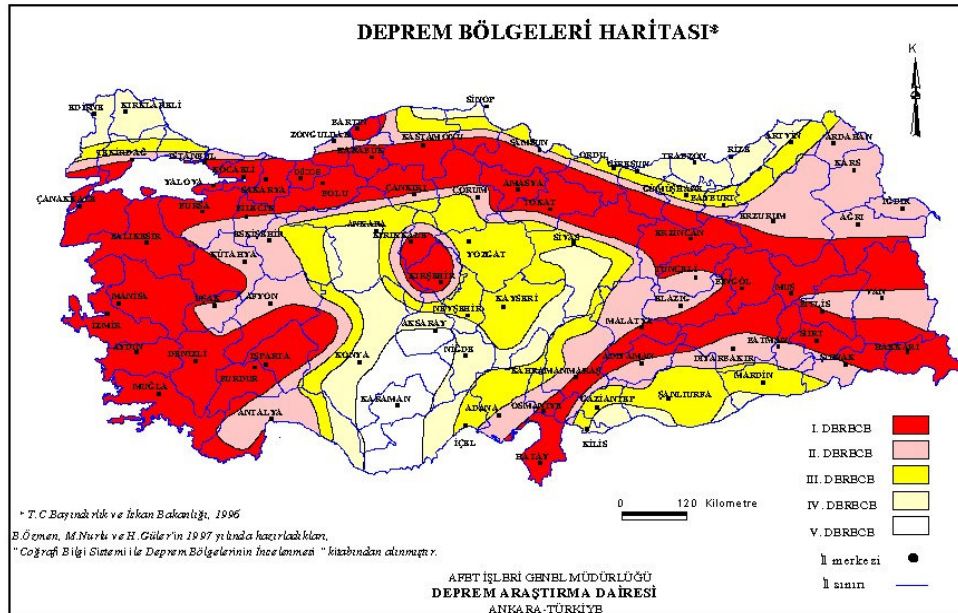 DEPREM BÖLGELERİ HARİTASI*
K
SİNOP
EDİRNE
KIRKLARELİ
BARTIN
ZONGULDAK
KASTAMONU
ARTVİN
ARDAHAN
KARABÜK
SAMSUN
RİZE
TEKİRDAĞ
İSTANBUL
ORDU
GİRESUN
TRABZON
KARS
KOCAELİ
DÜZCE
YALOVA
SAKARYA
BOLU
ÇANKIRI
ÇORUM
AMASYA
GÜMÜŞHANE
BAYBURT
IĞDIR
ÇANAKKALE
BURSA
BİLECİK
TOKAT
ERZURUM
AĞRI
ANKARA
ESKİŞEHİR
KIRIKKALE
SİVAS
ERZİNCAN
BALIKESİR
YOZGAT
KÜTAHYA
KIRŞEHİR
TUNCELİ
BİNGÖL
MUŞ
MANİSA
UŞAK
AFYON
NEVŞEHİR
KAYSERİ
ELAZIĞ
BİTLİS
VAN
İZMİR
AKSARAY
MALATYA
AYDIN
DENİZLİ
ISPARTA
KONYA
NİĞDE
BATMAN
SİİRT
HAKKARİ
BURDUR
KAHRAMANMARAŞ
ADIYAMAN
DİYARBAKIR
ŞIRNAK
MUĞLA
KARAMAN
MARDİN
ANTALYA
ADANA
OSMANİYE
GAZİANTEP
ŞANLIURFA
İÇEL
KİLİS
HATAY
I. DERECE
II. DERECE
III. DERECE
IV. DERECE
V. DERECE
İl merkezi
İl sınırı
0 120 Kilometre
* T.C.Bayındırlık ve İskan Bakanlığı, 1996
B.Özmen, M.Nurlu ve H.Güler'in 1997 yılında hazırladıkları,
" Coğrafi Bilgi Sistemi ile Deprem Bölgelerinin İncelenmesi " kitabından alınmıştır.
AFET İŞLERİ GENEL MÜDÜRLÜĞÜ
DEPREM ARAŞTIRMA DAİRESİ
ANKARA-TÜRKİYE